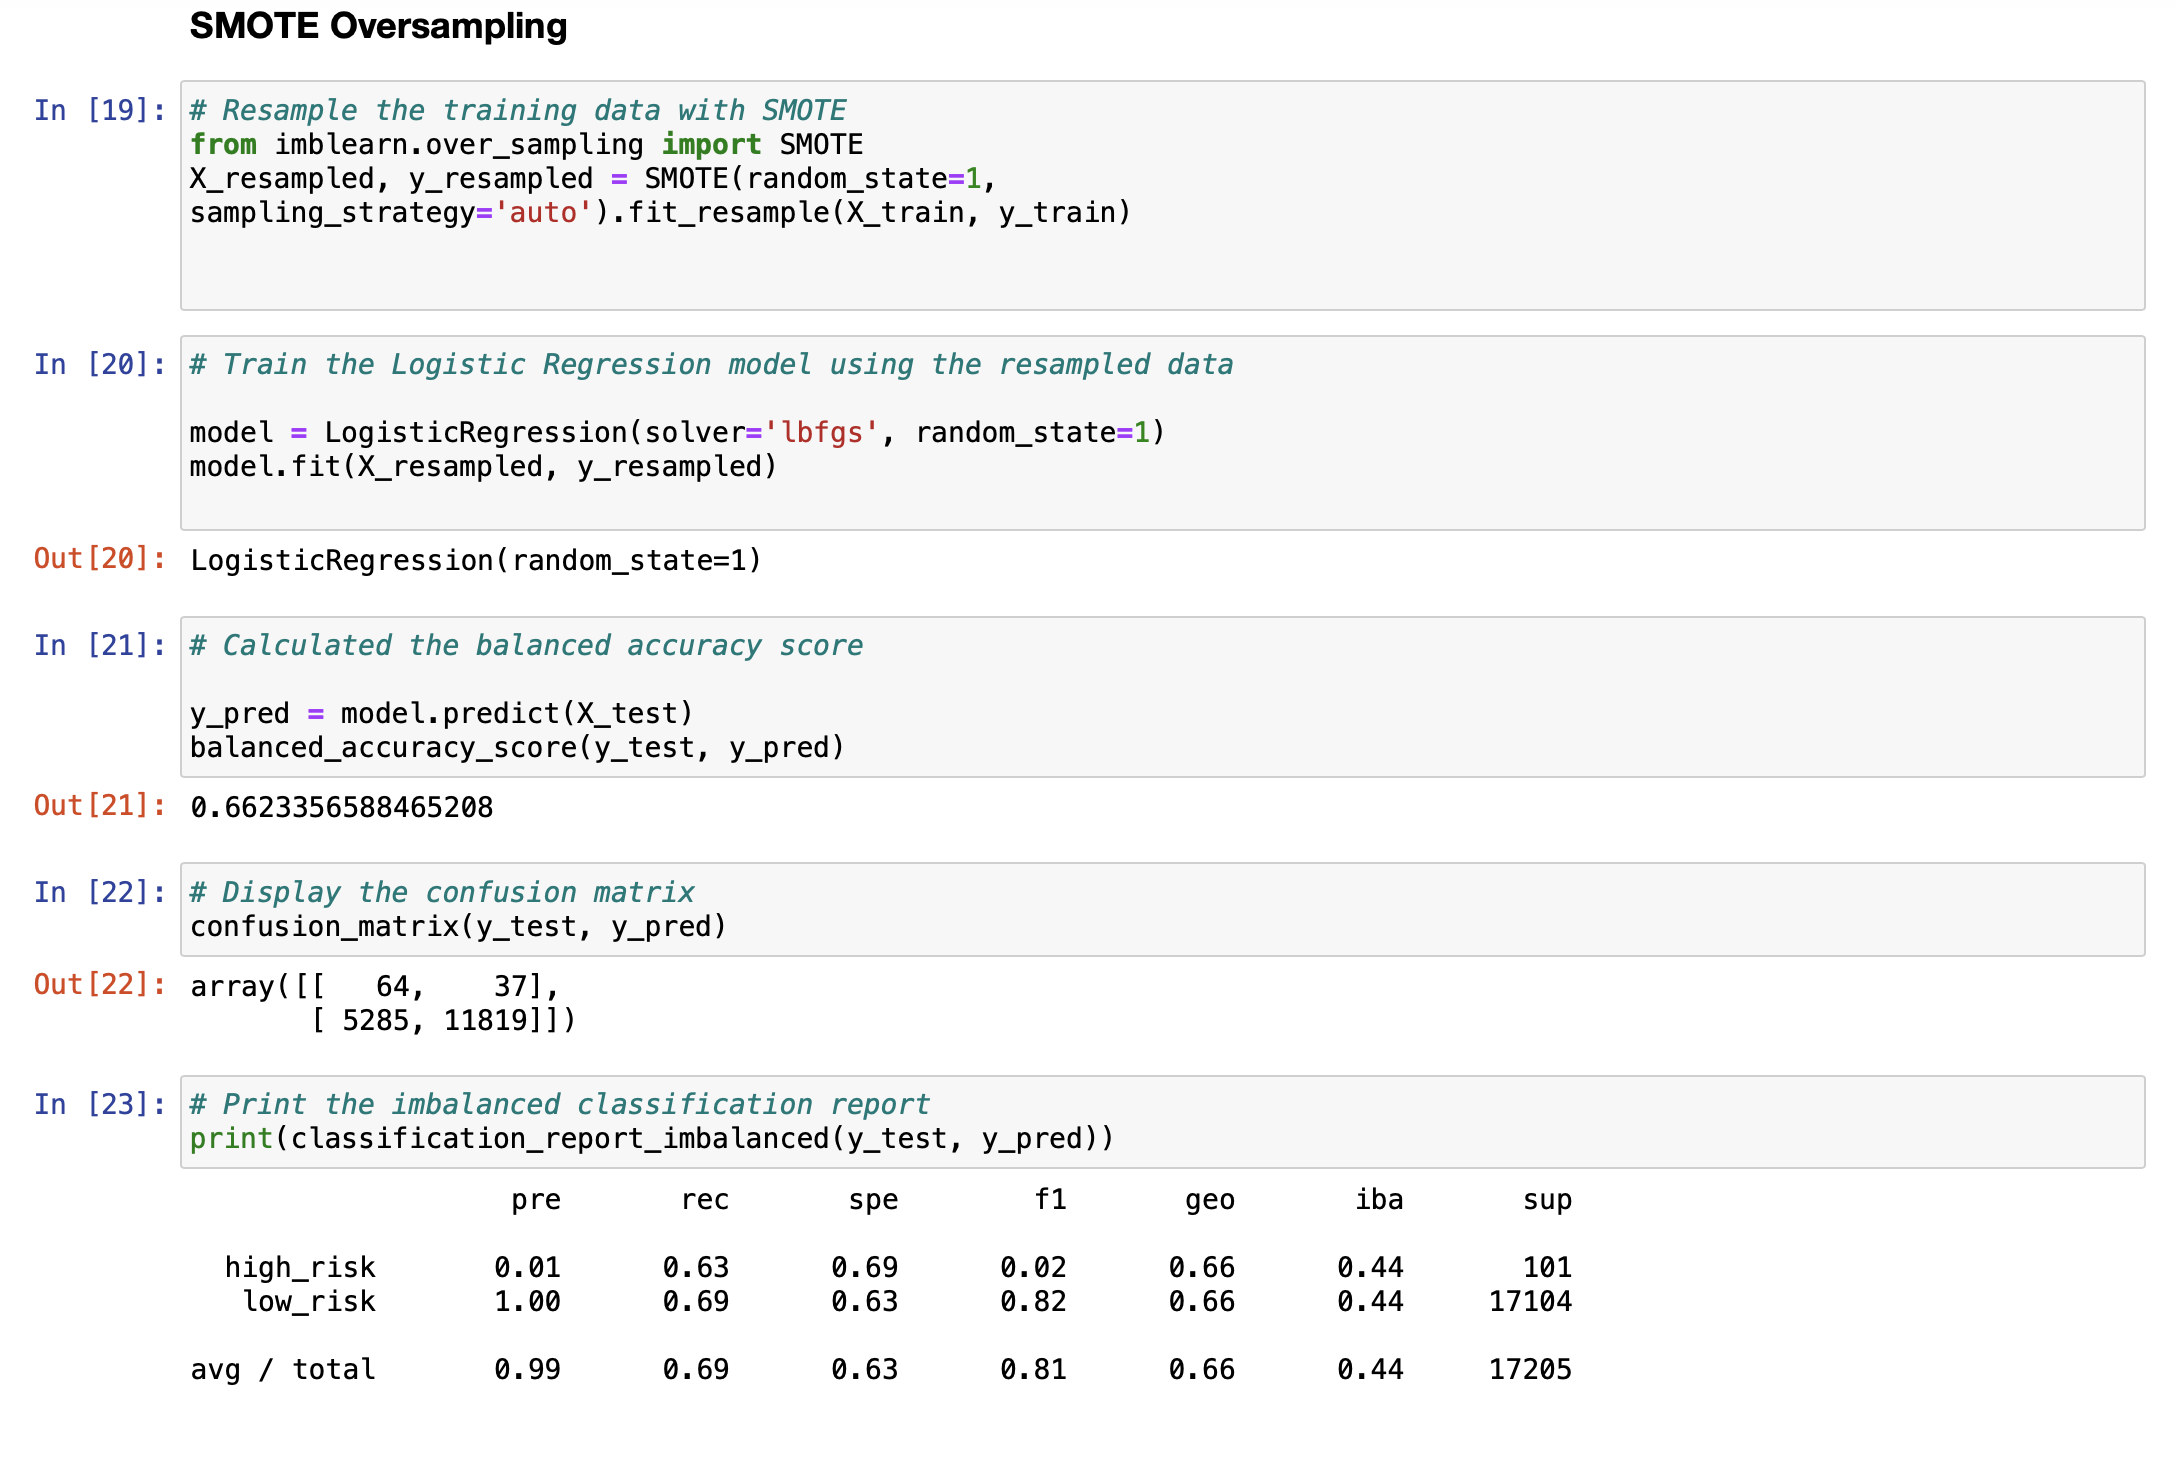 SMOTE Oversampling
In [19]: # Resample the training data with SMOTE
from imblearn.over_sampling import SMOTE
X_resampled, y_resampled = SMOTE(random_state=1,
sampling_strategy='auto').fit_resample(X_train, y_train)
In [20]: # Train the Logistic Regression model using the resampled data
model = LogisticRegression(solver='lbfgs', random_state=1)
model.fit(X_resampled, y_resampled)
Out[20]: LogisticRegression(random_state=1)
In [21]: # Calculated the balanced accuracy score
y_pred = model.predict(X_test)
balanced_accuracy_score(y_test, y_pred)
Out[21]: 0.6623356588465208
In [22]: # Display the confusion matrix
confusion_matrix(y_test, y_pred)
Out[22]: array([[   64,    37],
[ 5285, 11819]])
In [23]: # Print the imbalanced classification report
print(classification_report_imbalanced(y_test, y_pred))
pre rec spe f1 geo iba sup
high_risk 0.01 0.63 0.69 0.02 0.66 0.44 101
low_risk 1.00 0.69 0.63 0.82 0.66 0.44 17104
avg / total 0.99 0.69 0.63 0.81 0.66 0.44 17205